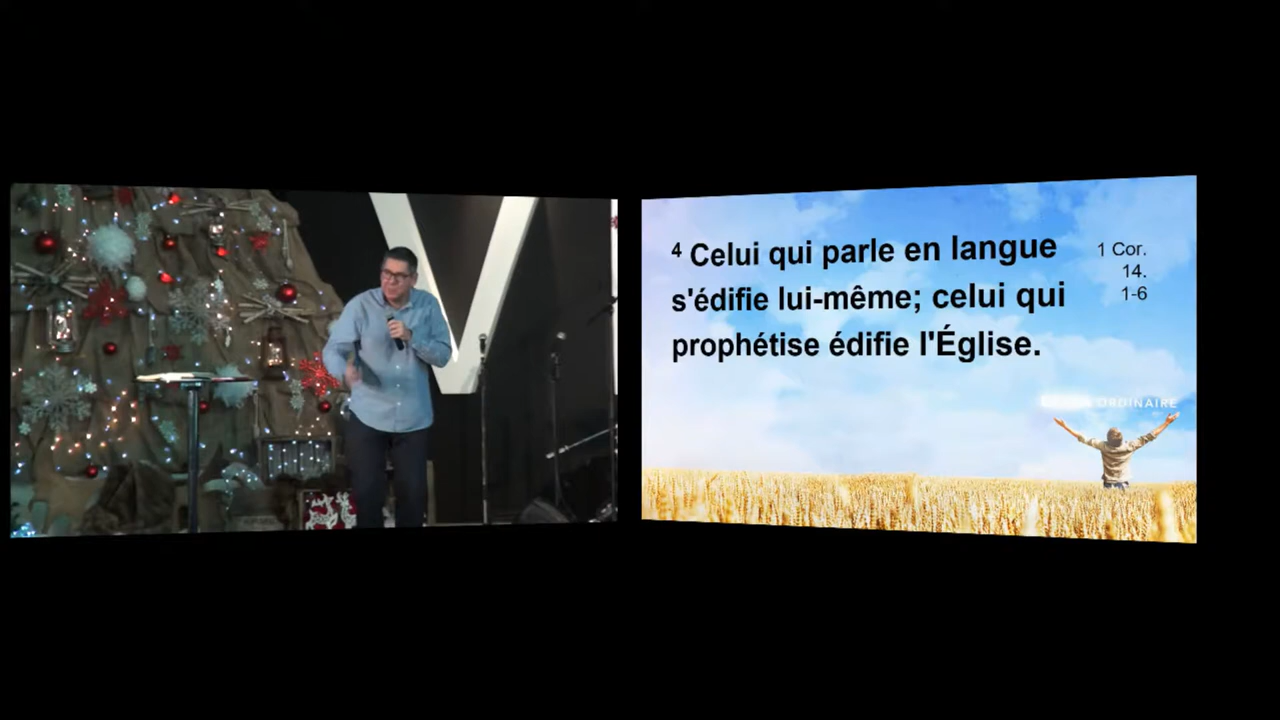 ⁴ Celui qui parle en langue
s'édifie lui-même; celui qui
prophétise édifie l'Église.
1 Cor.
14.
1-6
ORDINAIRE